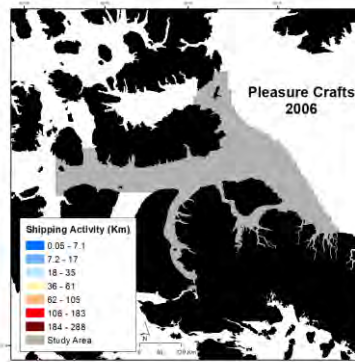 Pleasure Crafts
2006
Shipping Activity (Km)
0.05 - 7.1
7.2 - 17
18 - 35
36 - 61
62 - 105
106 - 183
184 - 288
Study Area
N